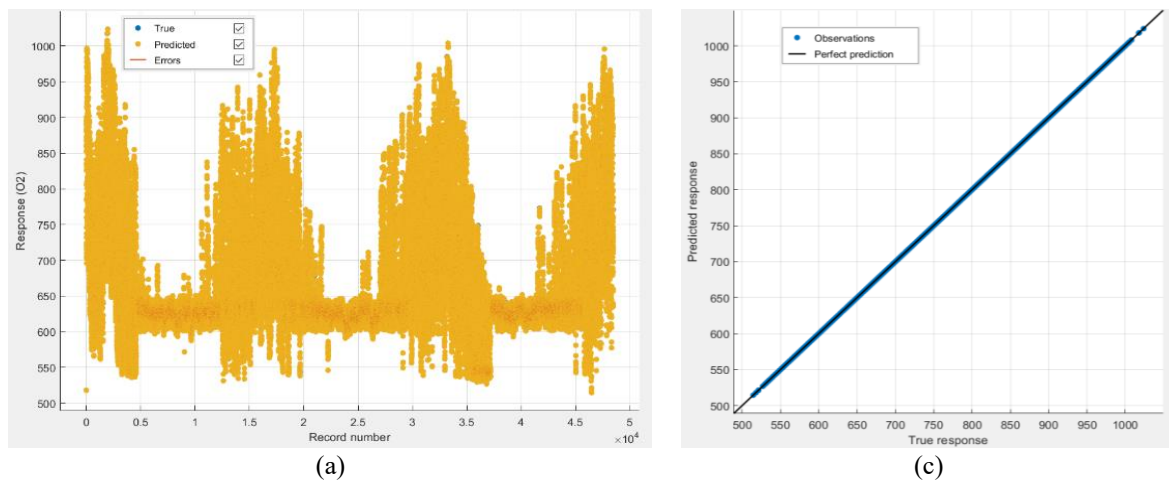 True
Predicted
Errors
Response (O2)
1000
950
900
850
800
750
700
650
600
550
500
0 0.5 1 1.5 2 2.5 3 3.5 4 4.5 5
×10⁴
Record number
(a)
Observations
Perfect prediction
Predicted response
1000
950
900
850
800
750
700
650
600
550
500
500 550 600 650 700 750 800 850 900 950 1000
True response
(c)